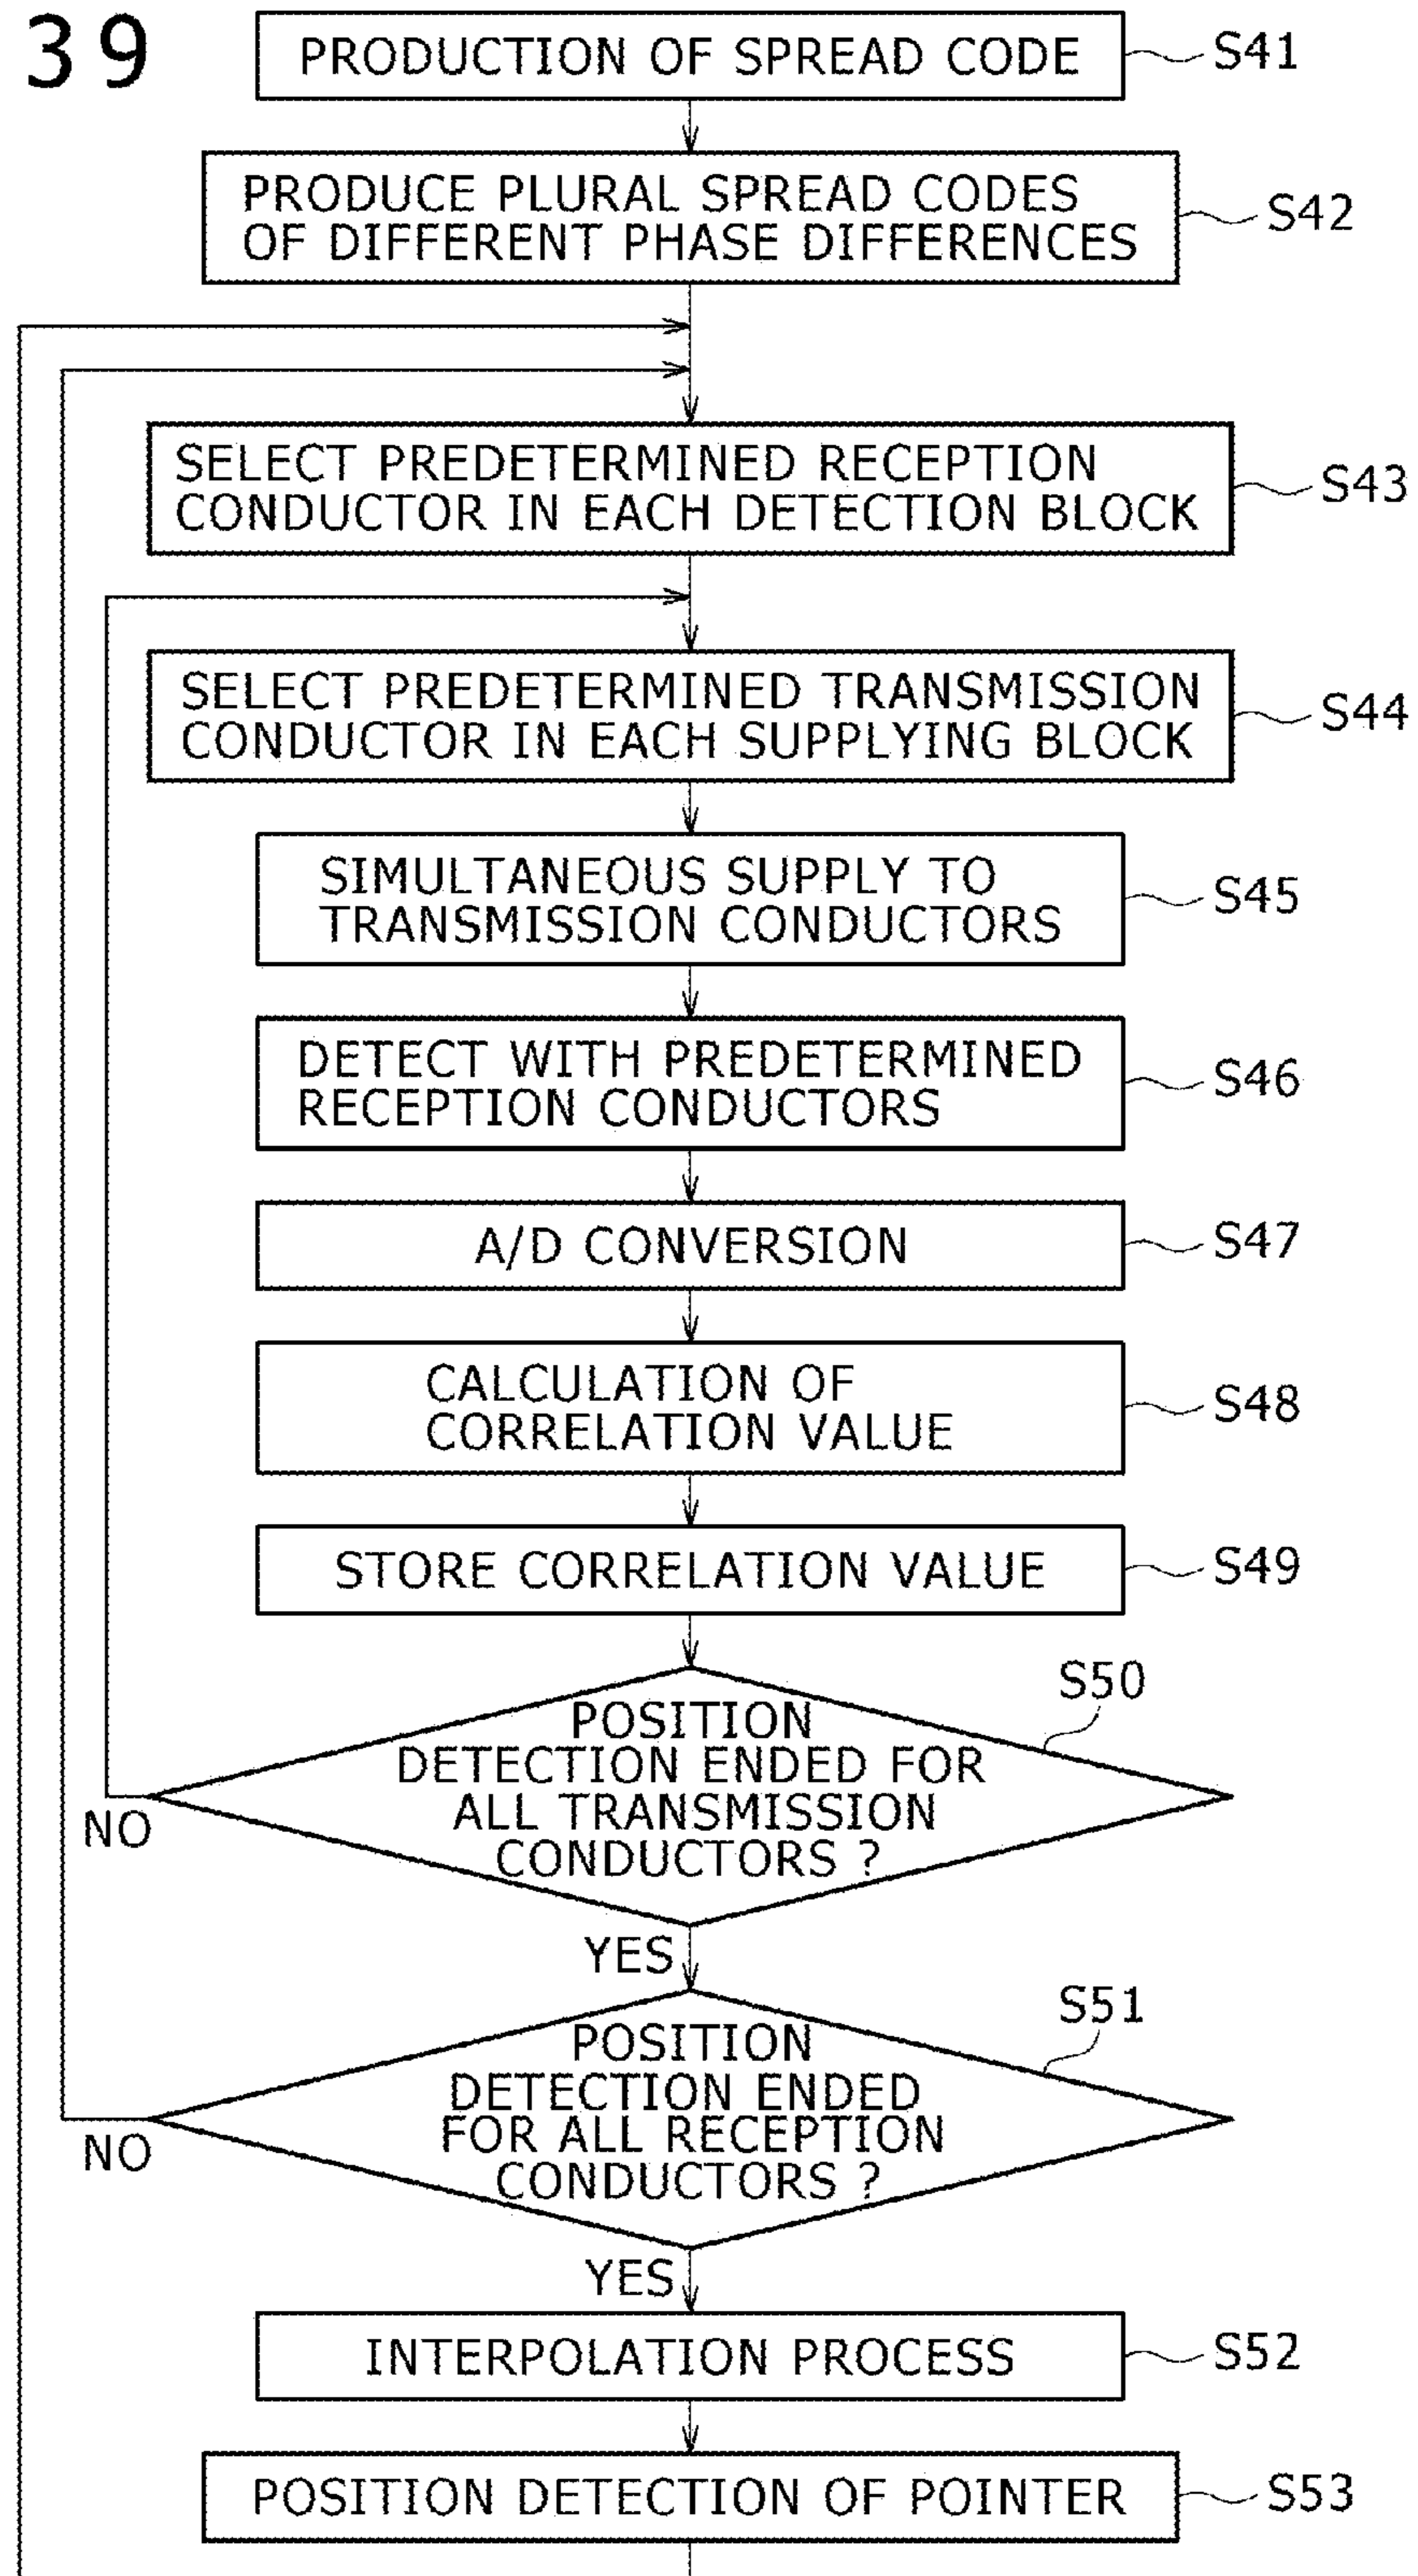 39
PRODUCTION OF SPREAD CODE
S41
PRODUCE PLURAL SPREAD CODES
OF DIFFERENT PHASE DIFFERENCES
S42
SELECT PREDETERMINED RECEPTION
CONDUCTOR IN EACH DETECTION BLOCK
S43
SELECT PREDETERMINED TRANSMISSION
CONDUCTOR IN EACH SUPPLYING BLOCK
S44
SIMULTANEOUS SUPPLY TO
TRANSMISSION CONDUCTORS
S45
DETECT WITH PREDETERMINED
RECEPTION CONDUCTORS
S46
A/D CONVERSION
S47
CALCULATION OF
CORRELATION VALUE
S48
STORE CORRELATION VALUE
S49
S50
POSITION
DETECTION ENDED FOR
ALL TRANSMISSION
CONDUCTORS ?
NO
YES
S51
POSITION
DETECTION ENDED
FOR ALL RECEPTION
CONDUCTORS ?
NO
YES
INTERPOLATION PROCESS
S52
POSITION DETECTION OF POINTER
S53